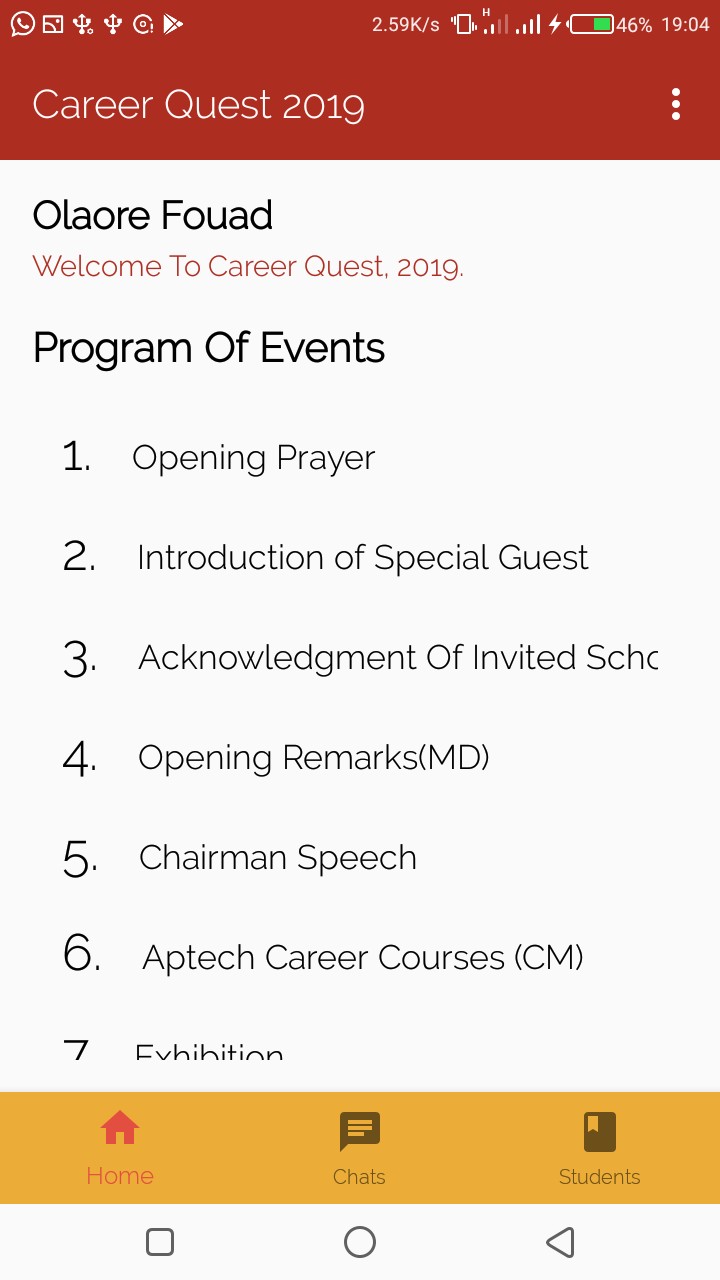 2.59K/s H 46% 19:04
Career Quest 2019
Olaore Fouad
Welcome To Career Quest, 2019.
Program Of Events
1. Opening Prayer
2. Introduction of Special Guest
3. Acknowledgment Of Invited Scho
4. Opening Remarks(MD)
5. Chairman Speech
6. Aptech Career Courses (CM)
7. Exhibition
Home Chats Students